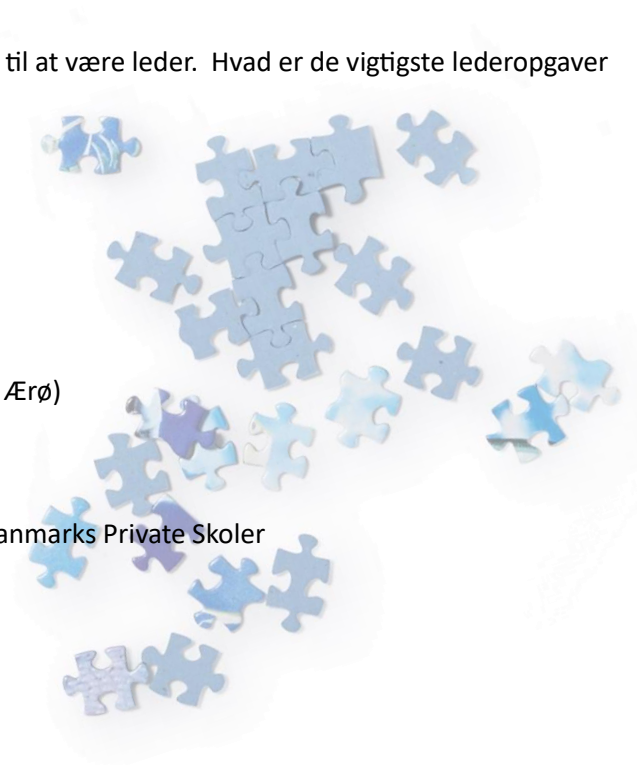 til at være leder.  Hvad er de vigtigste lederopgaver
Ærø)
anmarks Private Skoler